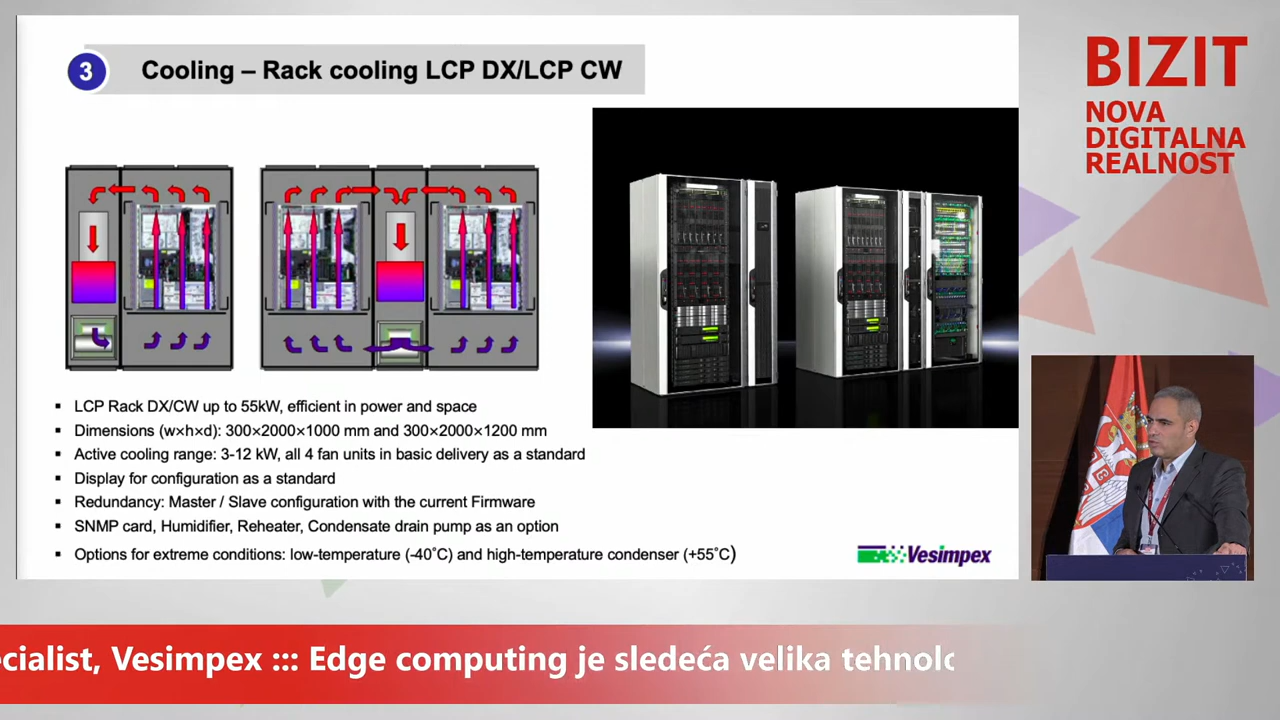 3
Cooling – Rack cooling LCP DX/LCP CW
▪ LCP Rack DX/CW up to 55kW, efficient in power and space
▪ Dimensions (w×h×d): 300×2000×1000 mm and 300×2000×1200 mm
▪ Active cooling range: 3-12 kW, all 4 fan units in basic delivery as a standard
▪ Display for configuration as a standard
▪ Redundancy: Master / Slave configuration with the current Firmware
▪ SNMP card, Humidifier, Reheater, Condensate drain pump as an option
▪ Options for extreme conditions: low-temperature (-40˚C) and high-temperature condenser (+55˚C)
Vesimpex
BIZIT
NOVA
DIGITALNA
REALNOST
ecialist, Vesimpex ::: Edge computing je sledeća velika tehnolo